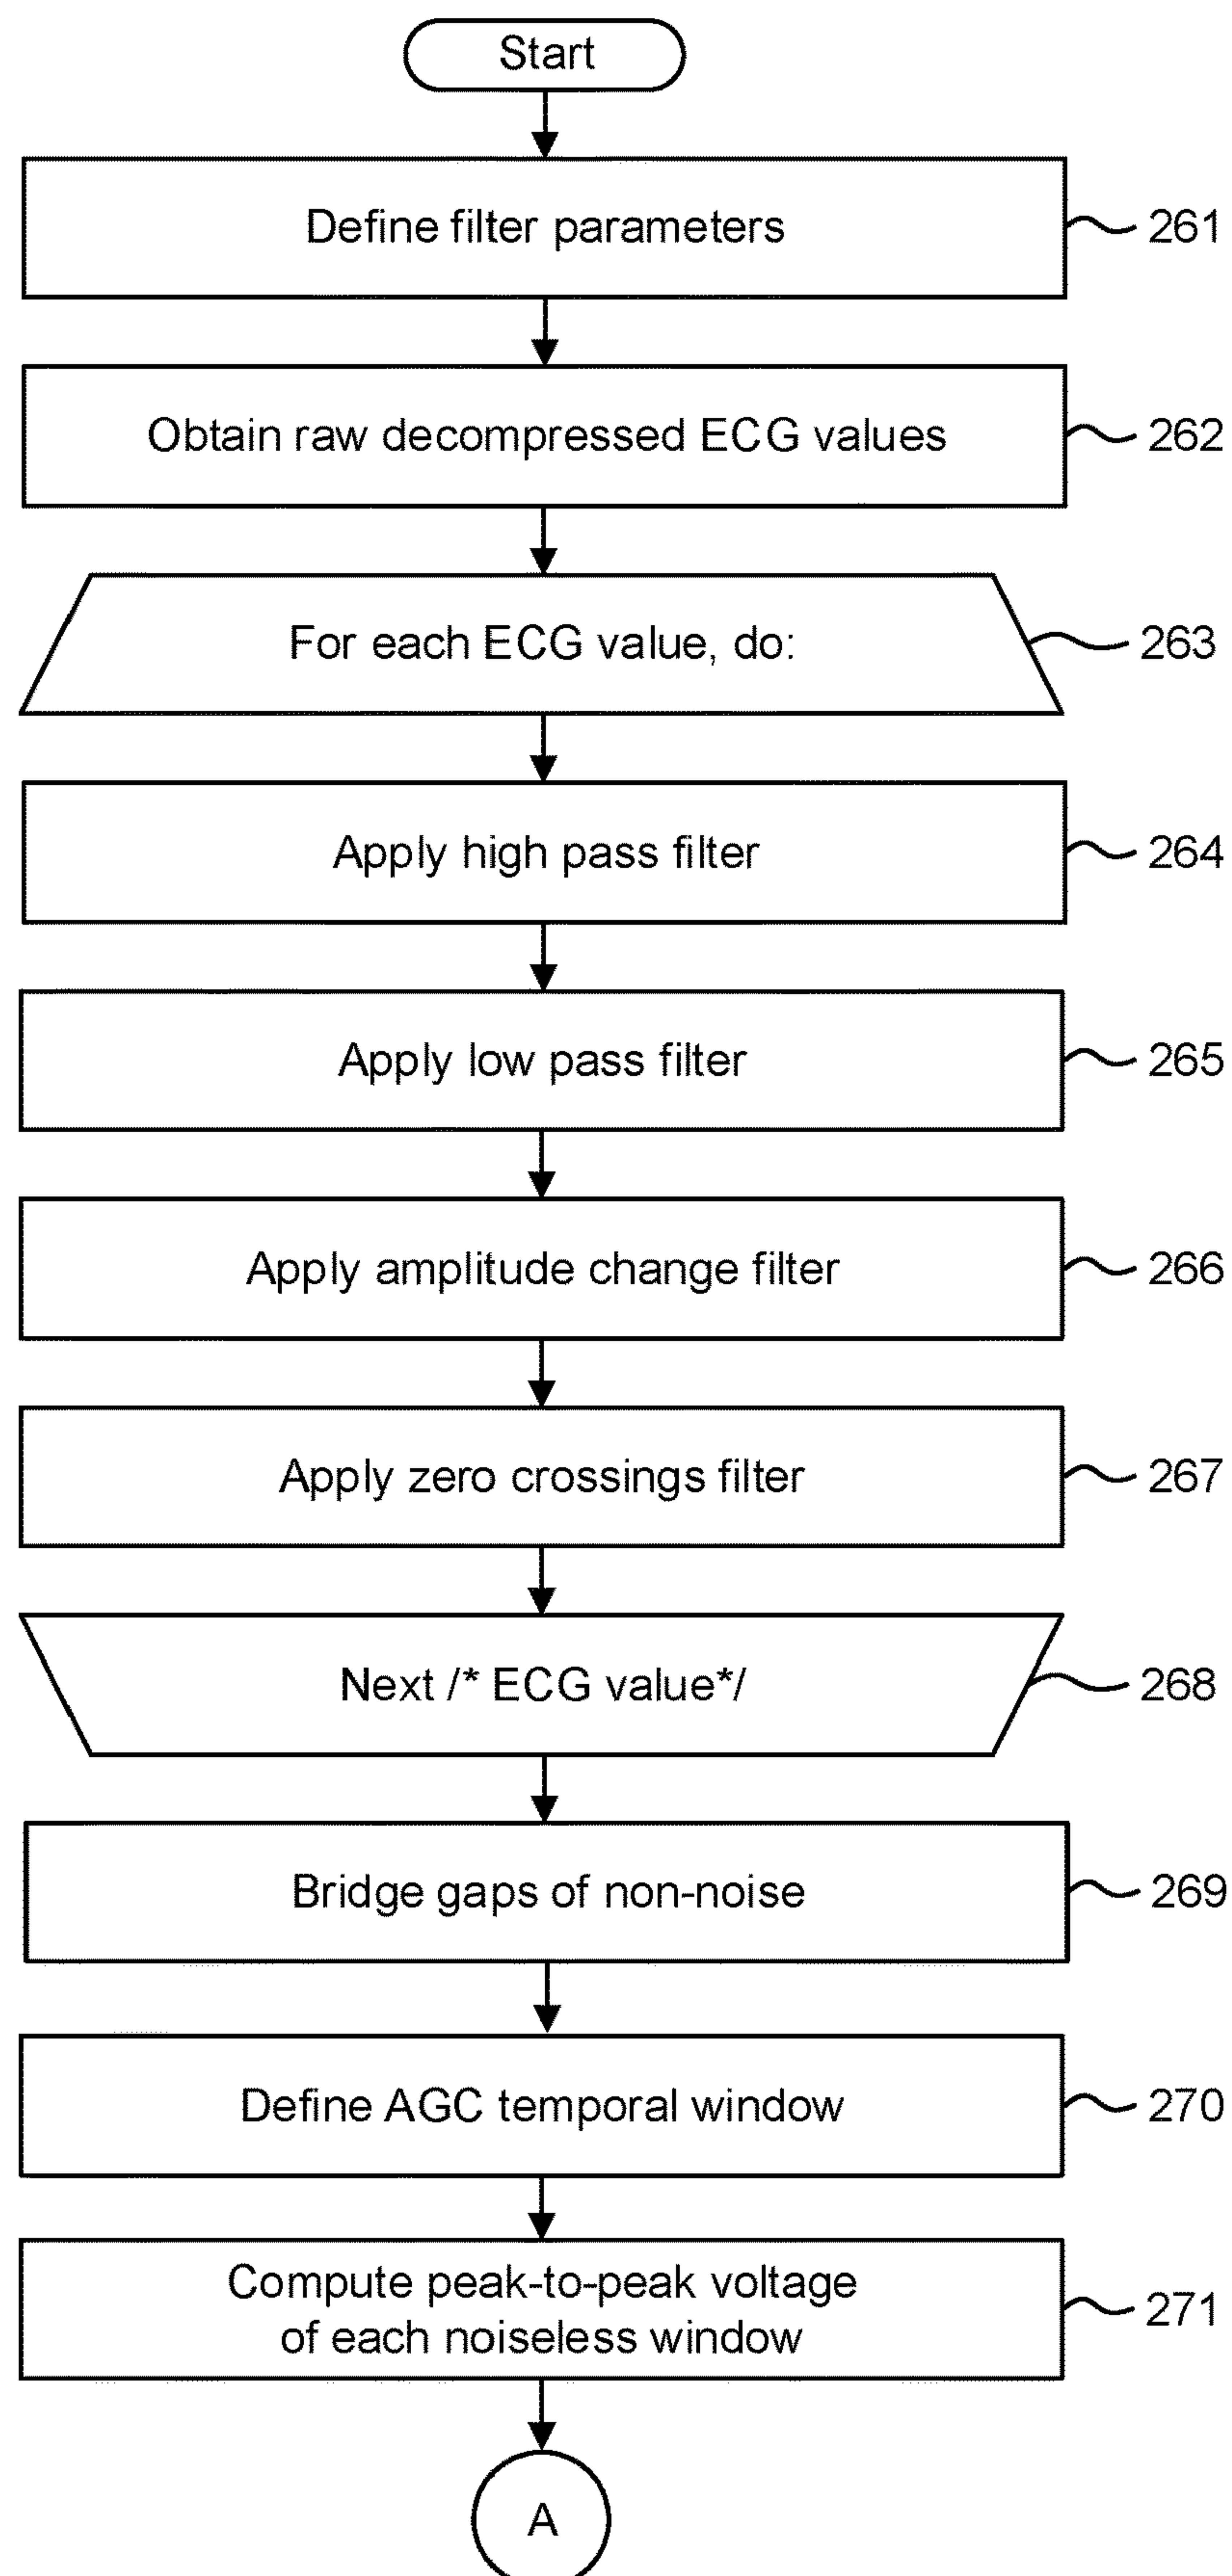 Start
Define filter parameters
261
Obtain raw decompressed ECG values
262
For each ECG value, do:
263
Apply high pass filter
264
Apply low pass filter
265
Apply amplitude change filter
266
Apply zero crossings filter
267
Next /* ECG value*/
268
Bridge gaps of non-noise
269
Define AGC temporal window
270
Compute peak-to-peak voltage
of each noiseless window
271
A